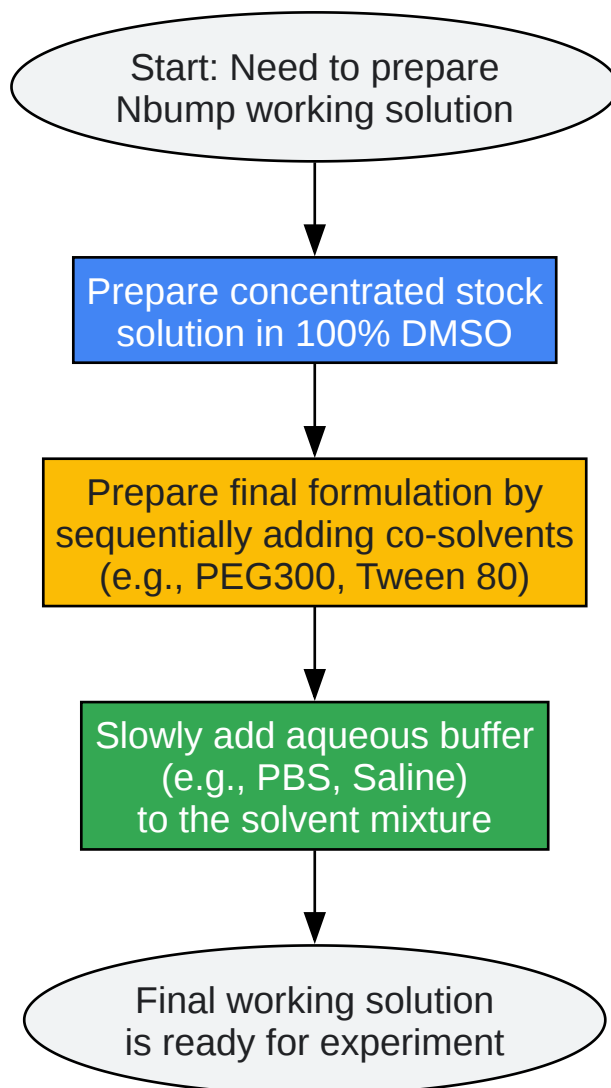 Start: Need to prepare
Nbump working solution
Prepare concentrated stock
solution in 100% DMSO
Prepare final formulation by
sequentially adding co-solvents
(e.g., PEG300, Tween 80)
Slowly add aqueous buffer
(e.g., PBS, Saline)
to the solvent mixture
Final working solution
is ready for experiment